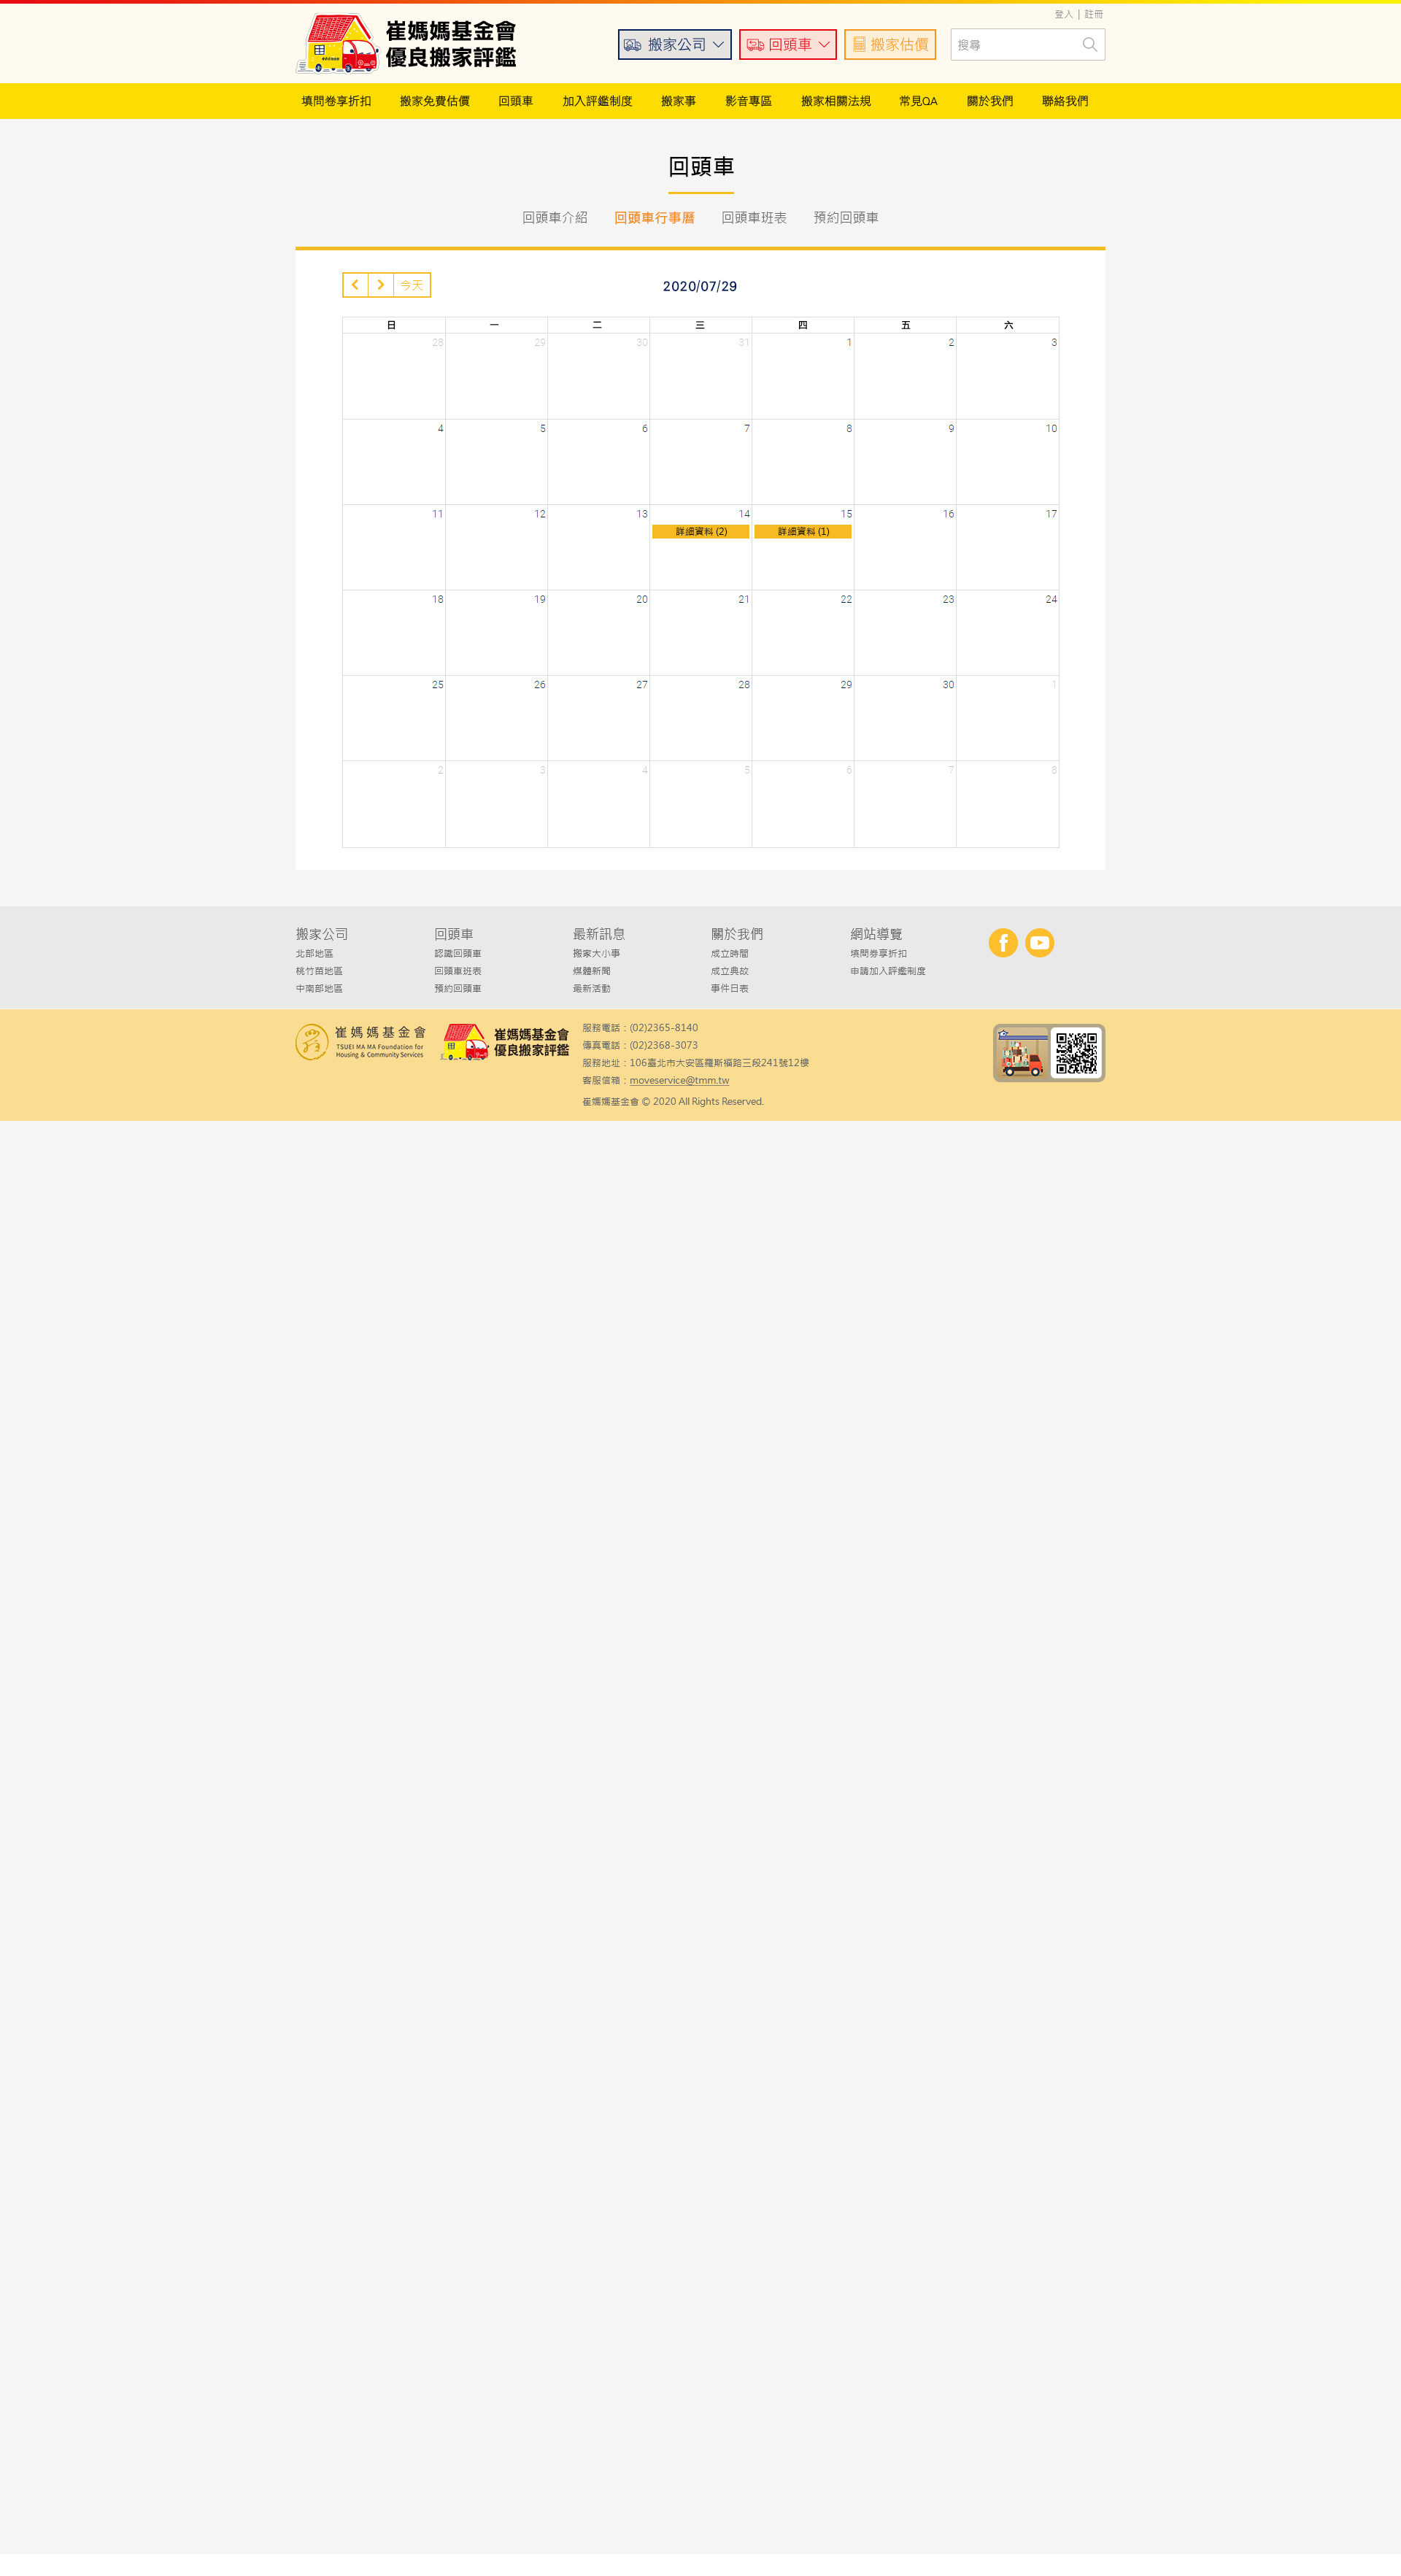 登入 | 註冊
崔媽媽基金會
優良搬家評鑑
搬家公司 回頭車 搬家估價 搜尋
填問卷享折扣 搬家免費估價 回頭車 加入評鑑制度 搬家事 影音專區 搬家相關法規 常見QA 關於我們 聯絡我們
回頭車
回頭車介紹 回頭車行事曆 回頭車班表 預約回頭車
今天 2020/07/29
日 一 二 三 四 五 六
28 29 30 31 1 2 3
4 5 6 7 8 9 10
11 12 13 14 15 16 17
詳細資料 (2) 詳細資料 (1)
18 19 20 21 22 23 24
25 26 27 28 29 30 1
2 3 4 5 6 7 8
搬家公司 回頭車 最新訊息 關於我們 網站導覽
北部地區 認識回頭車 搬家大小事 成立時間 填問券享折扣
桃竹苗地區 回頭車班表 媒體新聞 成立典故 申請加入評鑑制度
中南部地區 預約回頭車 最新活動 事件日表
崔媽媽基金會
TSUEI MA MA Foundation for
Housing & Community Services
崔媽媽基金會
優良搬家評鑑
服務電話：(02)2365-8140
傳真電話：(02)2368-3073
服務地址：106臺北市大安區羅斯福路三段241號12樓
客服信箱：moveservice@tmm.tw
崔媽媽基金會 © 2020 All Rights Reserved.